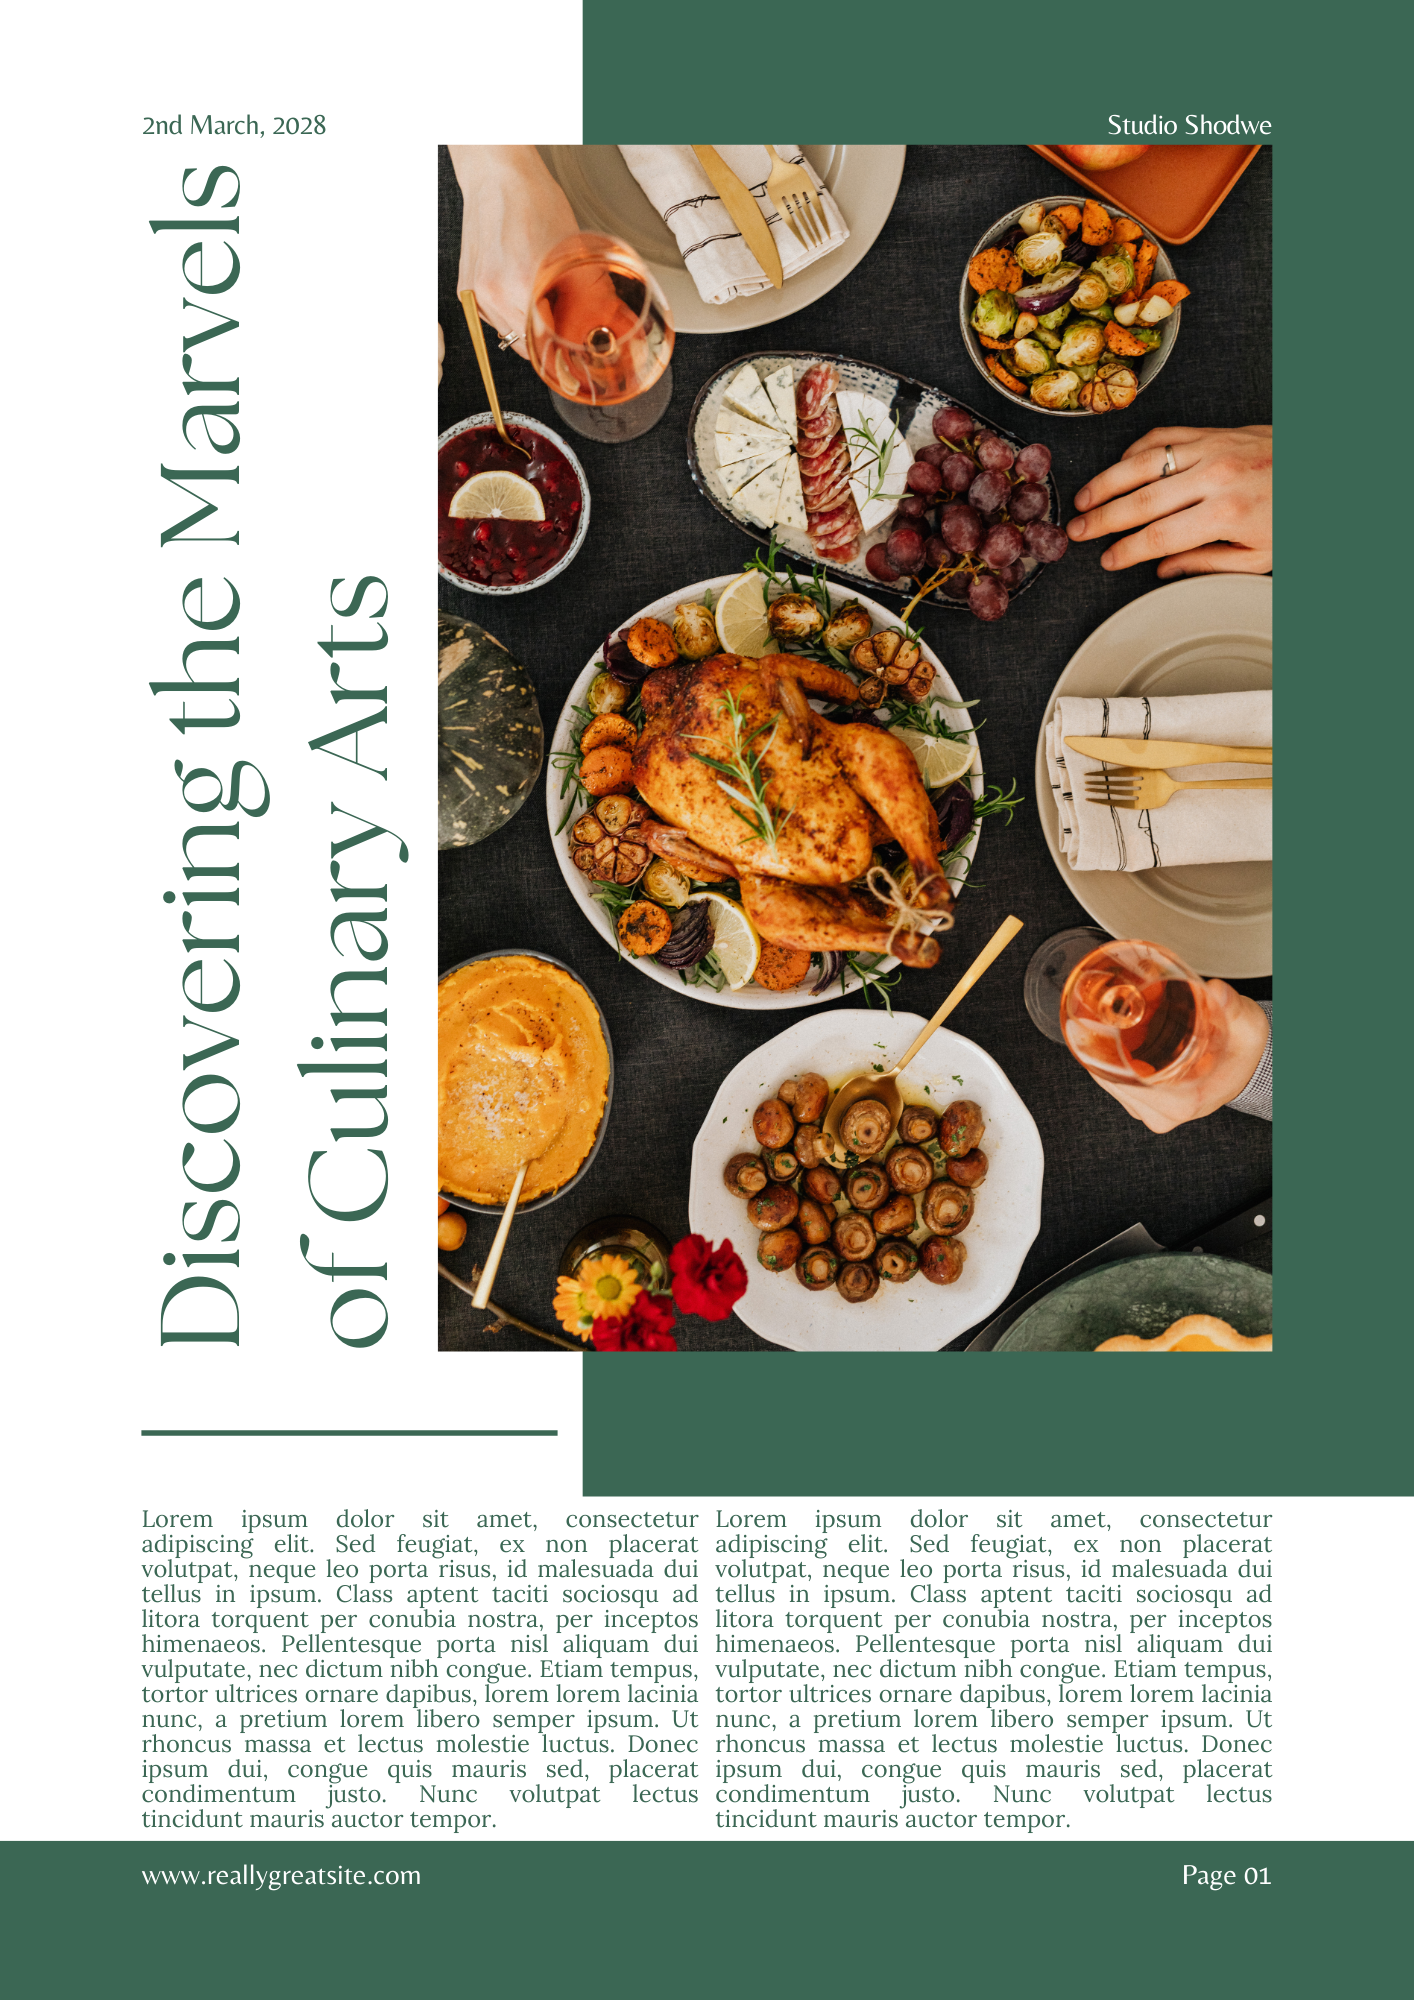 2nd March, 2028
Studio Shodwe
Discovering the Marvels
of Culinary Arts
Lorem ipsum dolor sit amet, consectetur
adipiscing elit. Sed feugiat, ex non placerat
volutpat, neque leo porta risus, id malesuada dui
tellus in ipsum. Class aptent taciti sociosqu ad
litora torquent per conubia nostra, per inceptos
himenaeos. Pellentesque porta nisl aliquam dui
vulputate, nec dictum nibh congue. Etiam tempus,
tortor ultrices ornare dapibus, lorem lorem lacinia
nunc, a pretium lorem libero semper ipsum. Ut
rhoncus massa et lectus molestie luctus. Donec
ipsum dui, congue quis mauris sed, placerat
condimentum justo. Nunc volutpat lectus
tincidunt mauris auctor tempor.
Lorem ipsum dolor sit amet, consectetur
adipiscing elit. Sed feugiat, ex non placerat
volutpat, neque leo porta risus, id malesuada dui
tellus in ipsum. Class aptent taciti sociosqu ad
litora torquent per conubia nostra, per inceptos
himenaeos. Pellentesque porta nisl aliquam dui
vulputate, nec dictum nibh congue. Etiam tempus,
tortor ultrices ornare dapibus, lorem lorem lacinia
nunc, a pretium lorem libero semper ipsum. Ut
rhoncus massa et lectus molestie luctus. Donec
ipsum dui, congue quis mauris sed, placerat
condimentum justo. Nunc volutpat lectus
tincidunt mauris auctor tempor.
www.reallygreatsite.com
Page 01